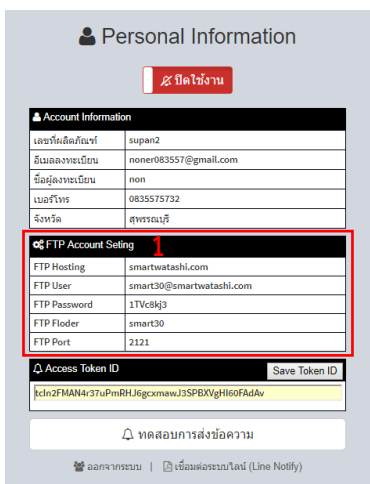 Personal Information
ปิดใช้งาน
Account Information
เลขที่ผลิตภัณฑ์ supan2
อีเมลลงทะเบียน noner083557@gmail.com
ชื่อผู้ลงทะเบียน non
เบอร์โทร 0835575732
จังหวัด สุพรรณบุรี
FTP Account Seting 1
FTP Hosting smartwatashi.com
FTP User smart30@smartwatashi.com
FTP Password 1TVc8kj3
FTP Floder smart30
FTP Port 2121
Access Token ID Save Token ID
tcIn2FMAN4r37uPmRHJ6gcxmawJ3SPBXVgHI60FAdAv
ทดสอบการส่งข้อความ
ออกจากระบบ | เชื่อมต่อระบบไลน์ (Line Notify)